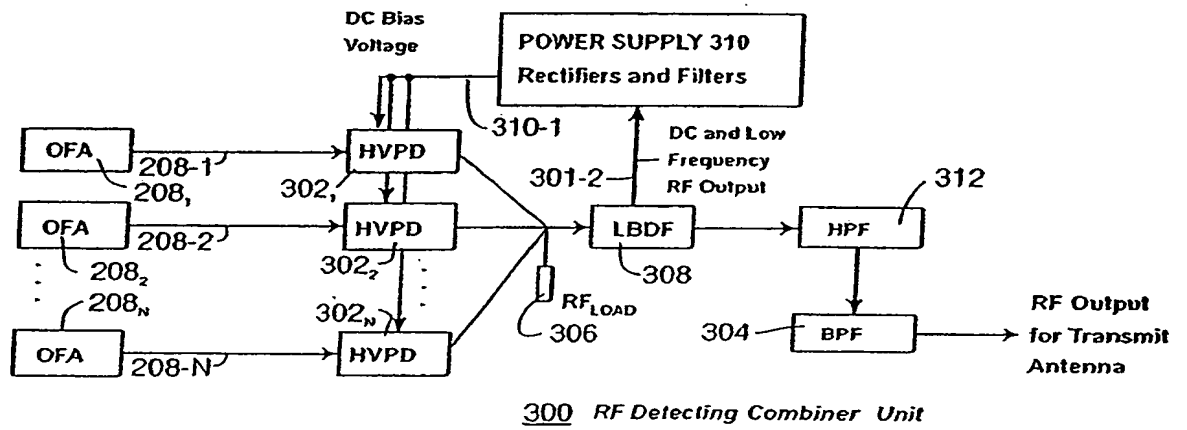 DC Bias
Voltage
POWER SUPPLY 310
Rectifiers and Filters
310-1
DC and Low
Frequency
RF Output
301-2
OFA
208-1
208₁
HVPD
302₁
OFA
208-2
208₂
HVPD
302₂
LBDF
308
HPF
312
RF_LOAD
306
208_N
OFA
208-N
302_N
HVPD
304
BPF
RF Output
for Transmit
Antenna
300 RF Detecting Combiner Unit